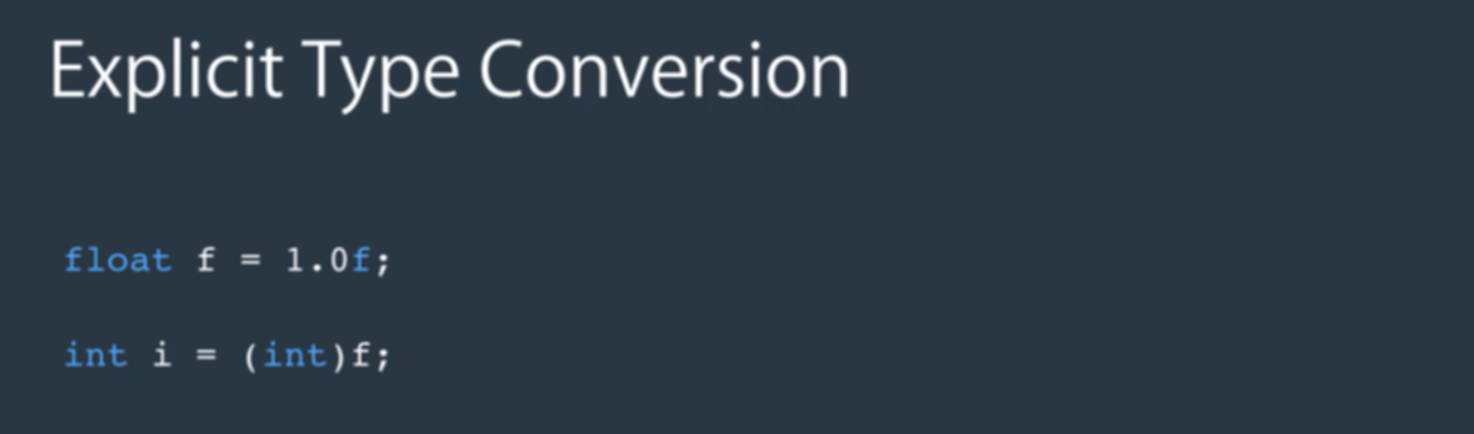 Explicit Type Conversion
float f = 1.0f;
int i = (int)f;